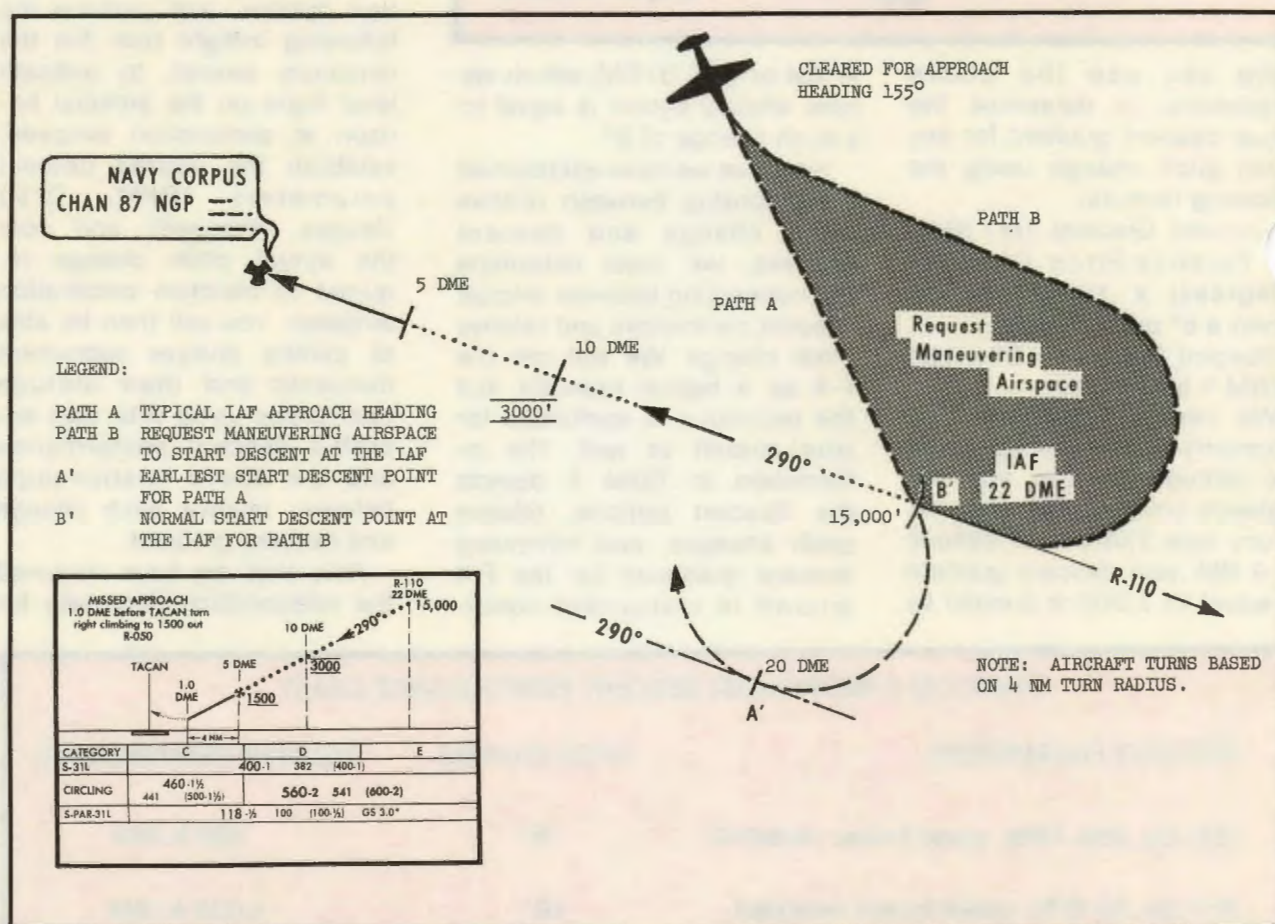 CLEARED FOR APPROACH
HEADING 155°
NAVY CORPUS
CHAN 87 NGP
5 DME
10 DME
3000'
PATH A
PATH B
Request
Maneuvering
Airspace
IAF
22 DME
B'
15,000'
290°
R-110
290°
20 DME
A'
NOTE: AIRCRAFT TURNS BASED
ON 4 NM TURN RADIUS.
LEGEND:
PATH A TYPICAL IAF APPROACH HEADING
PATH B REQUEST MANEUVERING AIRSPACE
TO START DESCENT AT THE IAF
A' EARLIEST START DESCENT POINT
FOR PATH A
B' NORMAL START DESCENT POINT AT
THE IAF FOR PATH B
MISSED APPROACH
1.0 DME before TACAN turn
right climbing to 1500 out
R-050
R-110
22 DME
15,000
290°
10 DME
3000
TACAN
1.0
DME
5 DME
1500
4 NM
CATEGORY C D E
S-31L 400-1 382 (400-1)
CIRCLING 460-1½ 441 (500-1½) 560-2 541 (600-2)
S-PAR-31L 118-½ 100 (100-½) GS 3.0°